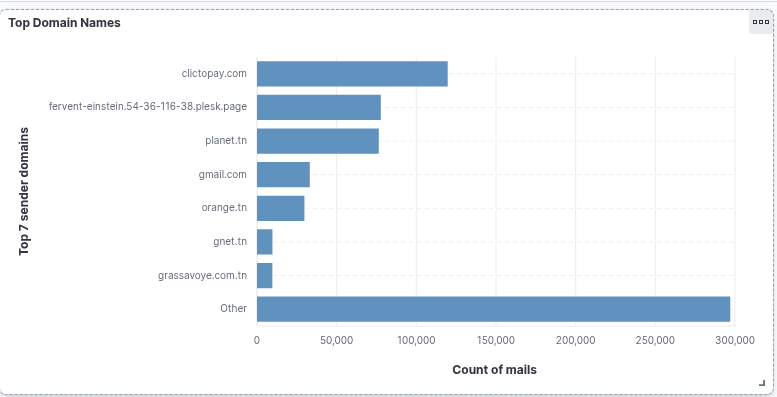 Top Domain Names
Top 7 sender domains
clictopay.com
fervent-einstein.54-36-116-38.plesk.page
planet.tn
gmail.com
orange.tn
gnet.tn
grassavoye.com.tn
Other
0 50,000 100,000 150,000 200,000 250,000 300,000
Count of mails